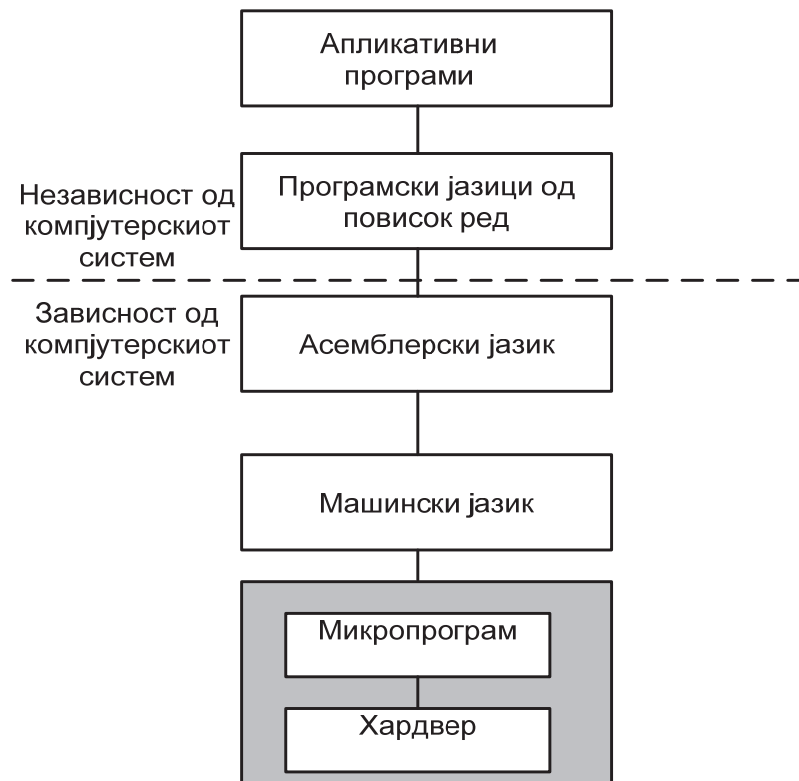 Апликативни
програми
Програмски јазици од
повисок ред
Независност од
компјутерскиот
систем
Зависност од
компјутерскиот
систем
Асемблерски јазик
Машински јазик
Микропрограм
Хардвер